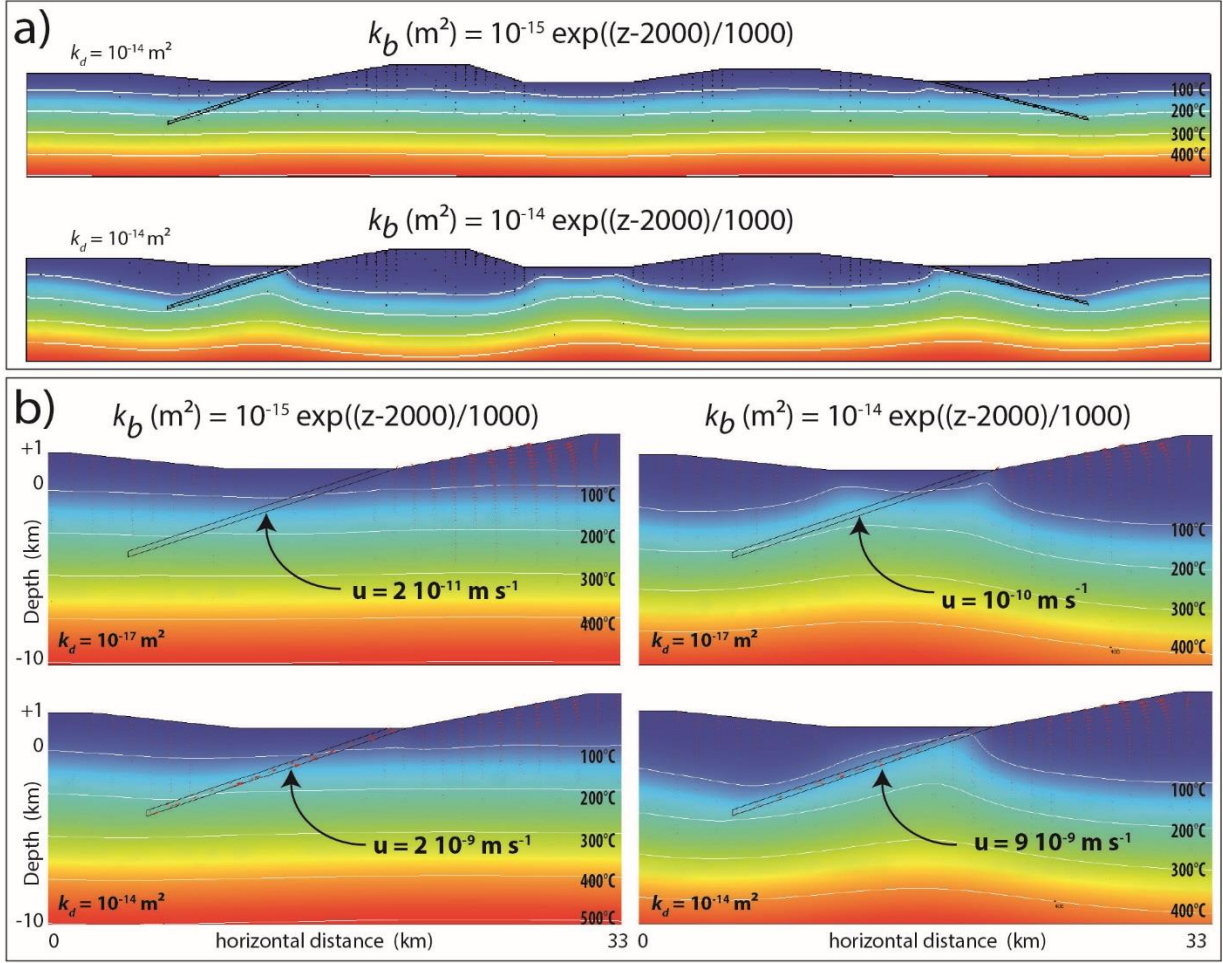 a)
k_b (m²) = 10⁻¹⁵ exp((z-2000)/1000)
k_d = 10⁻¹⁴ m²
100°C
200°C
300°C
400°C
k_b (m²) = 10⁻¹⁴ exp((z-2000)/1000)
k_d = 10⁻¹⁴ m²
b)
k_b (m²) = 10⁻¹⁵ exp((z-2000)/1000)
k_b (m²) = 10⁻¹⁴ exp((z-2000)/1000)
+1
0
-10
Depth (km)
100°C
200°C
300°C
400°C
u = 2 10⁻¹¹ m s⁻¹
k_d = 10⁻¹⁷ m²
100°C
200°C
300°C
400°C
u = 10⁻¹⁰ m s⁻¹
k_d = 10⁻¹⁷ m²
+1
0
-10
Depth (km)
100°C
200°C
300°C
400°C
500°C
u = 2 10⁻⁹ m s⁻¹
k_d = 10⁻¹⁴ m²
0
horizontal distance (km)
33
100°C
200°C
300°C
400°C
u = 9 10⁻⁹ m s⁻¹
k_d = 10⁻¹⁴ m²
0
horizontal distance (km)
33